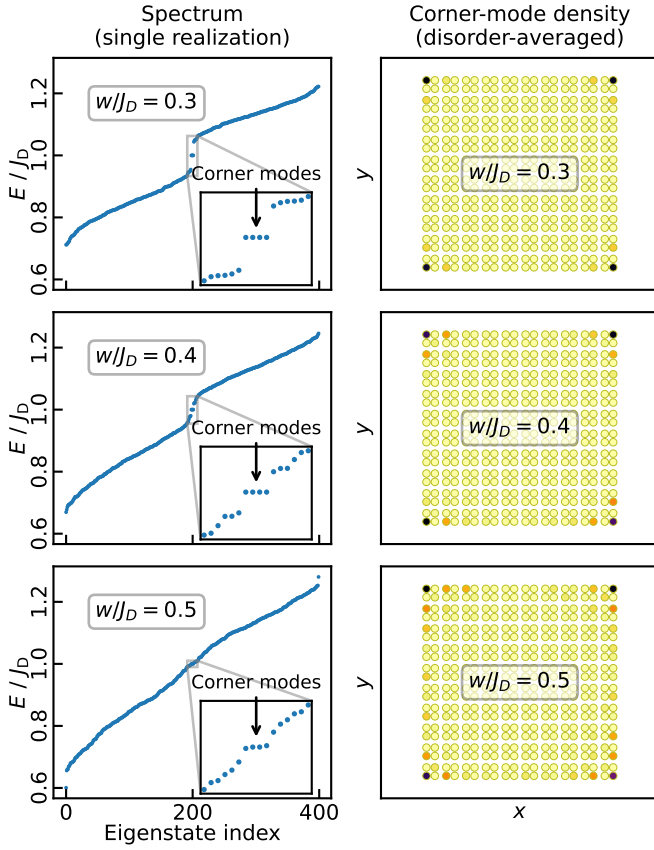 Spectrum
(single realization)
Corner-mode density
(disorder-averaged)
w/J_D = 0.3
Corner modes
E / J_D
0.6
0.8
1.0
1.2
y
w/J_D = 0.3
w/J_D = 0.4
Corner modes
E / J_D
0.6
0.8
1.0
1.2
y
w/J_D = 0.4
w/J_D = 0.5
Corner modes
E / J_D
0.6
0.8
1.0
1.2
0
200
400
Eigenstate index
y
w/J_D = 0.5
x